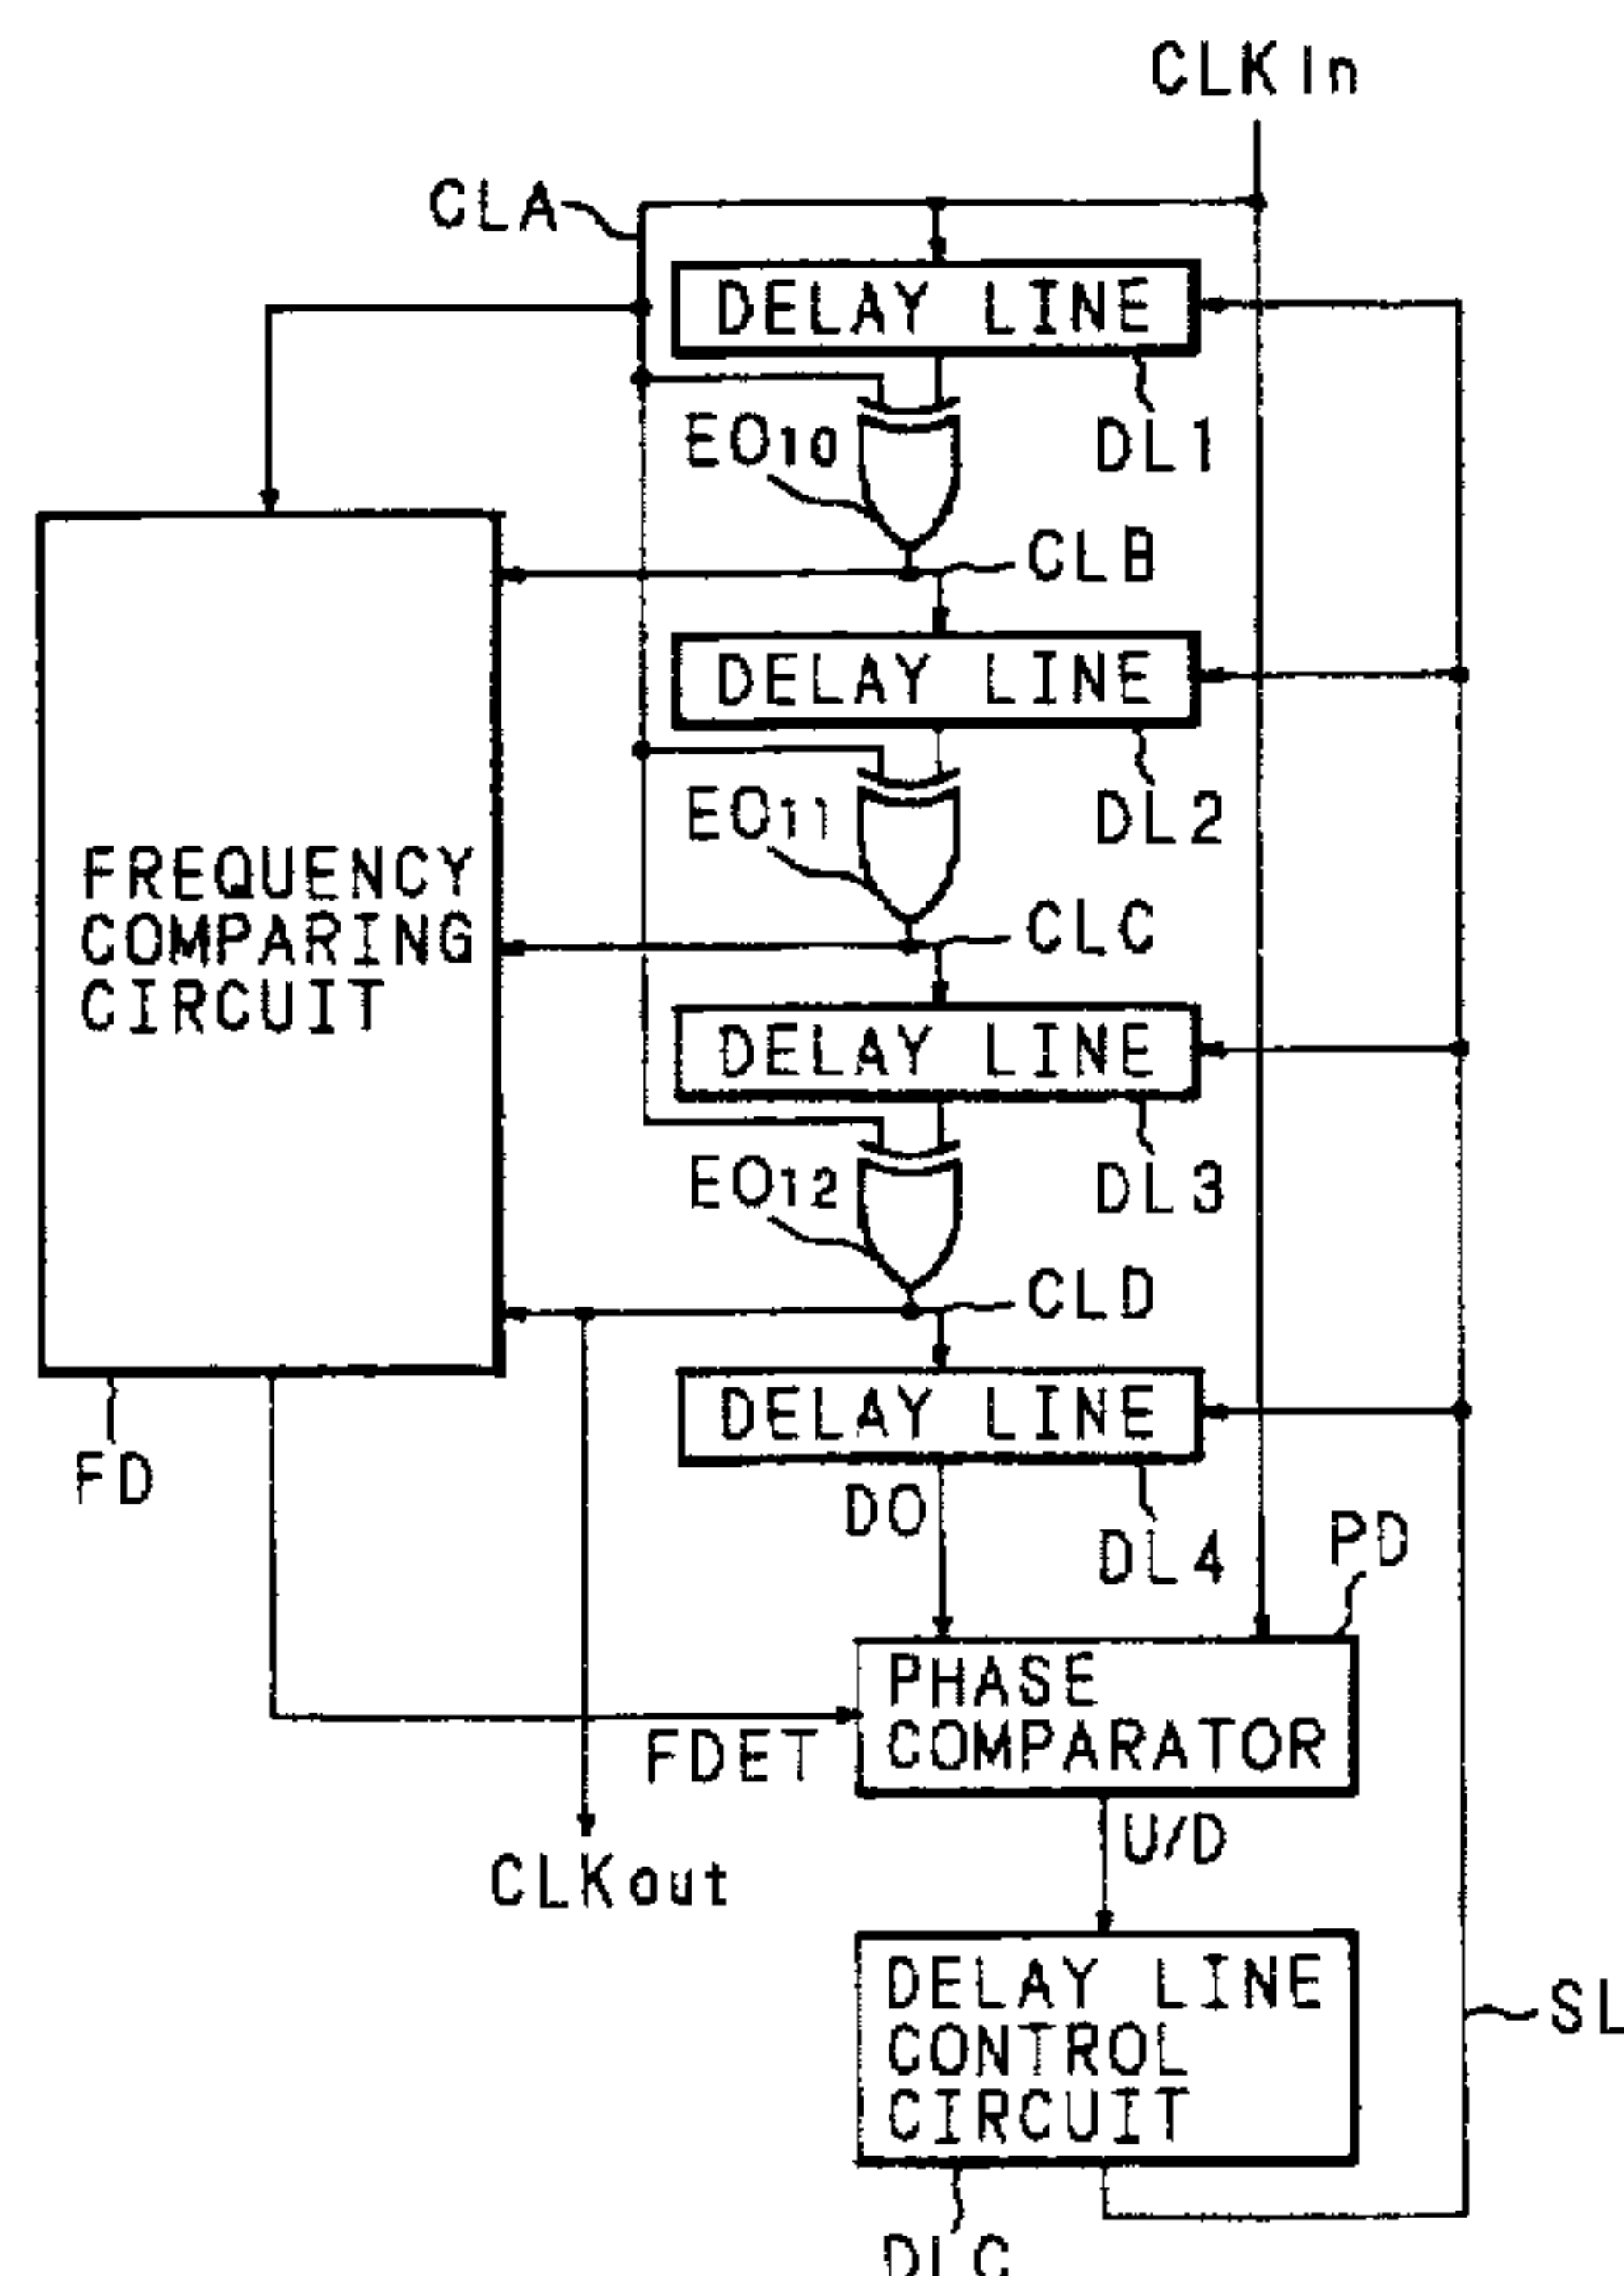 CLKIn
CLA
DELAY LINE
EO10
DL1
CLB
DELAY LINE
EO11
DL2
FREQUENCY
COMPARING
CIRCUIT
CLC
DELAY LINE
EO12
DL3
CLD
DELAY LINE
FD
DO
DL4
PD
PHASE
COMPARATOR
FDET
U/D
CLKout
DELAY LINE
CONTROL
CIRCUIT
SL
DLC